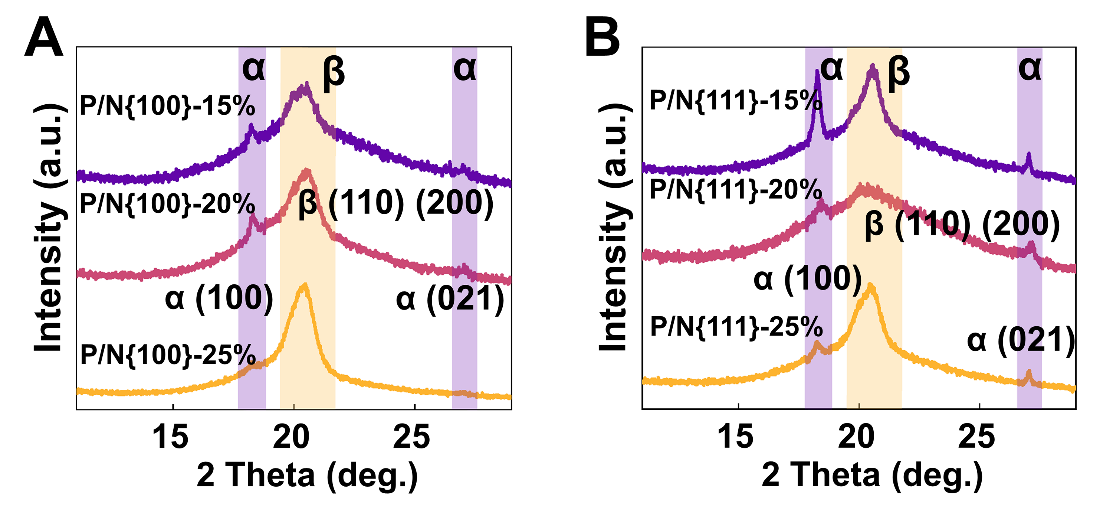 A
Intensity (a.u.)
α
β
α
P/N{100}-15%
P/N{100}-20%
β (110) (200)
α (100)
α (021)
P/N{100}-25%
15
20
25
2 Theta (deg.)
B
Intensity (a.u.)
α
β
α
P/N{111}-15%
P/N{111}-20%
β (110) (200)
α (100)
P/N{111}-25%
α (021)
15
20
25
2 Theta (deg.)